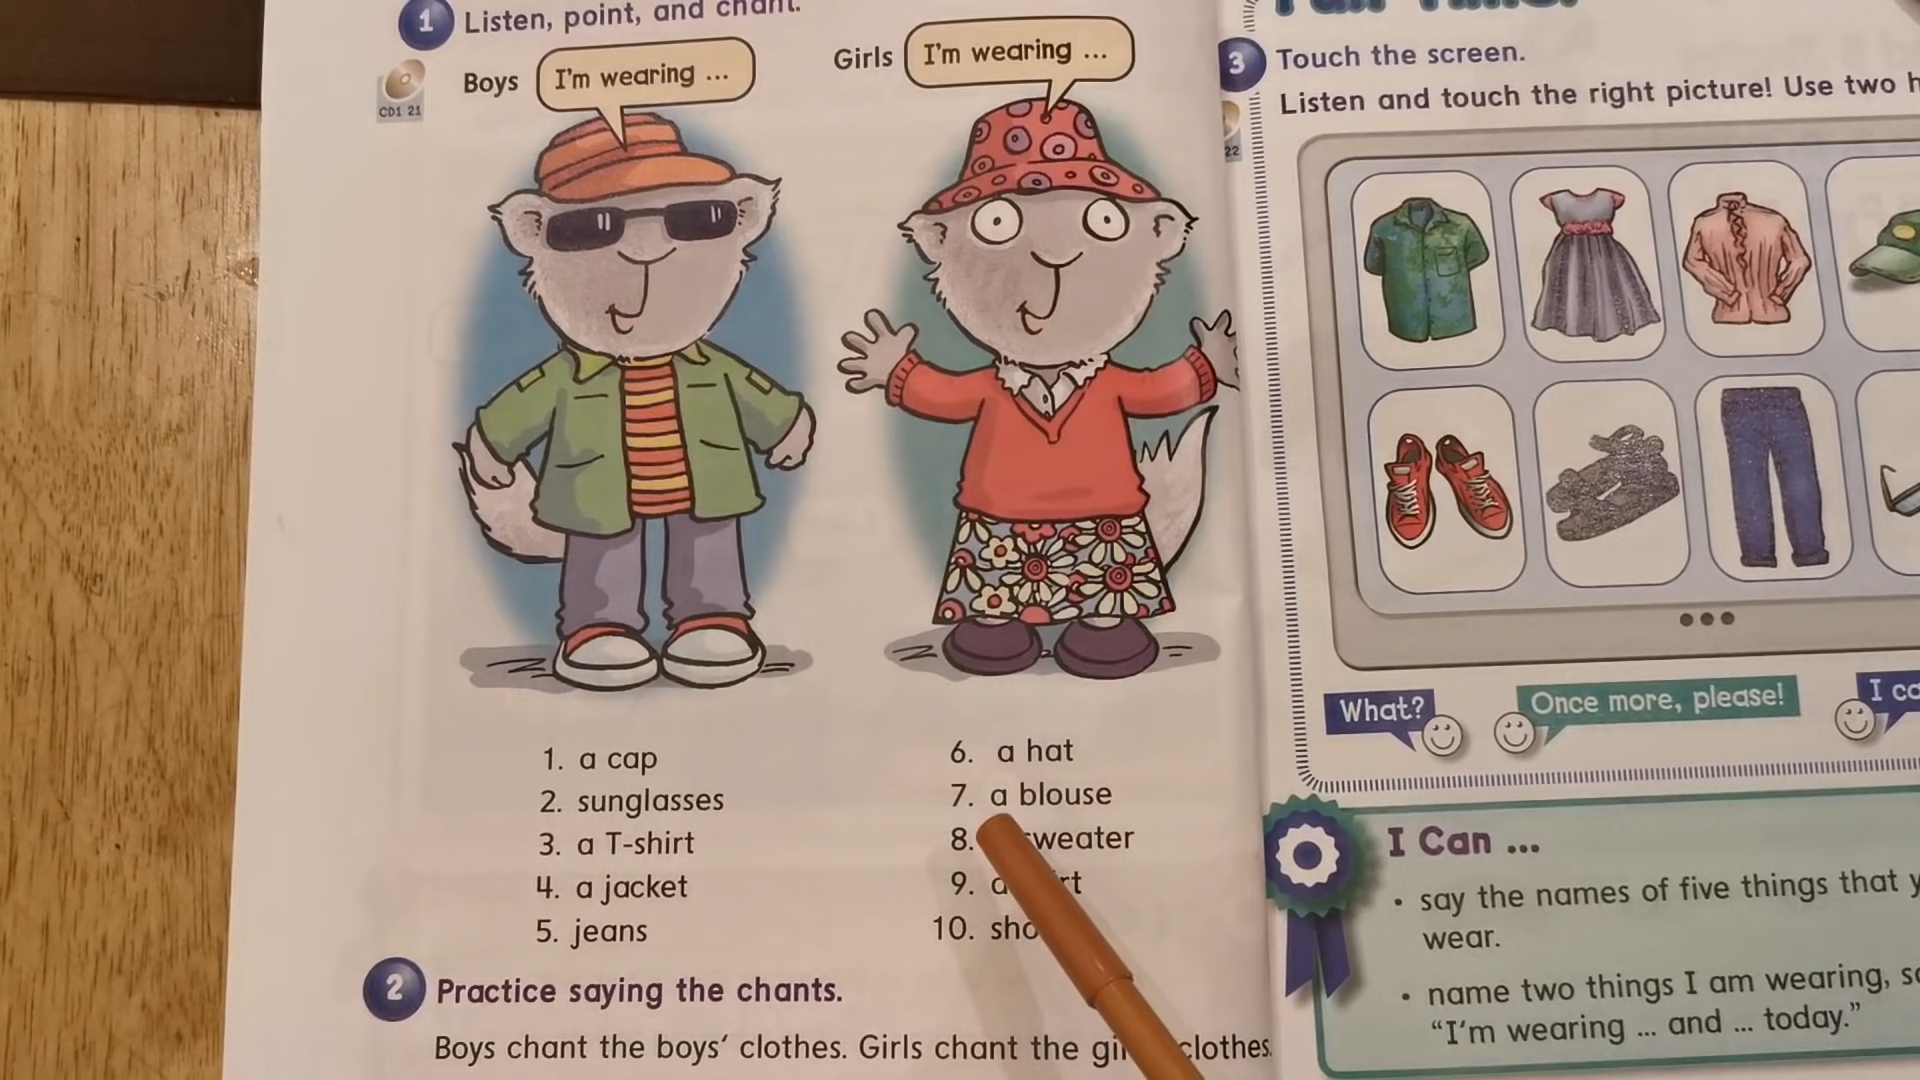 1 Listen, point, and chant.
CD1 21
Boys
I'm wearing ...
Girls
I'm wearing ...
1. a cap
2. sunglasses
3. a T-shirt
4. a jacket
5. jeans
6. a hat
7. a blouse
8. sweater
9.
10.
2 Practice saying the chants.
Boys chant the boys' clothes. Girls chant the clothes.
3 Touch the screen.
Listen and touch the right picture! Use two
22
What?
Once more, please!
I
I Can ...
• say the names of five things that
wear.
• name two things I am wearing,
"I'm wearing ... and ... today."